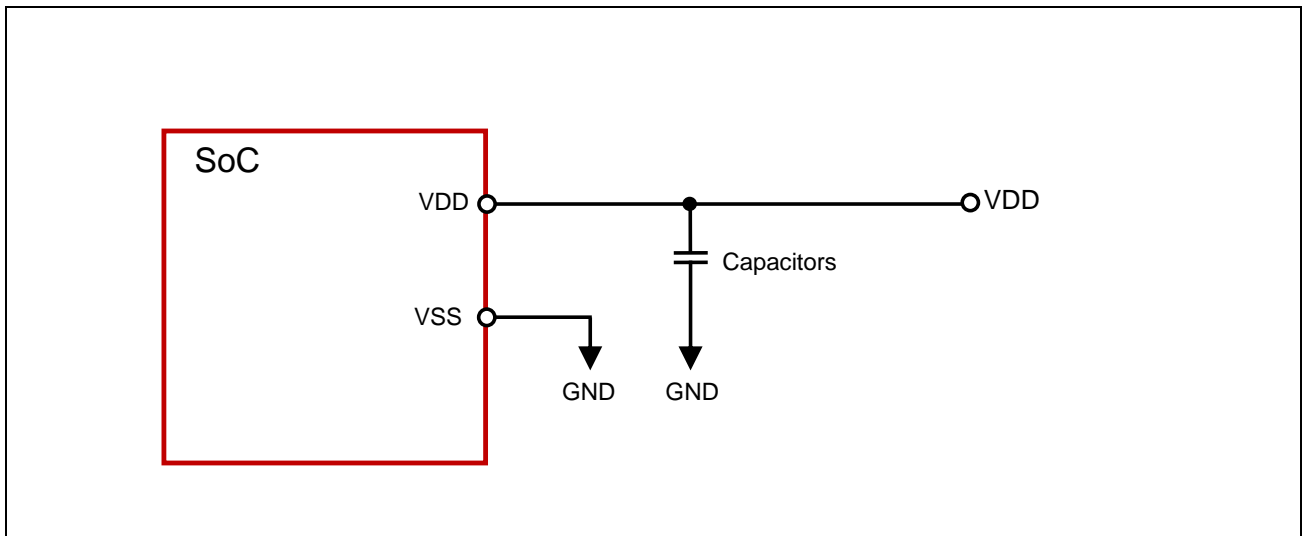 SoC
VDD
VDD
Capacitors
VSS
GND
GND